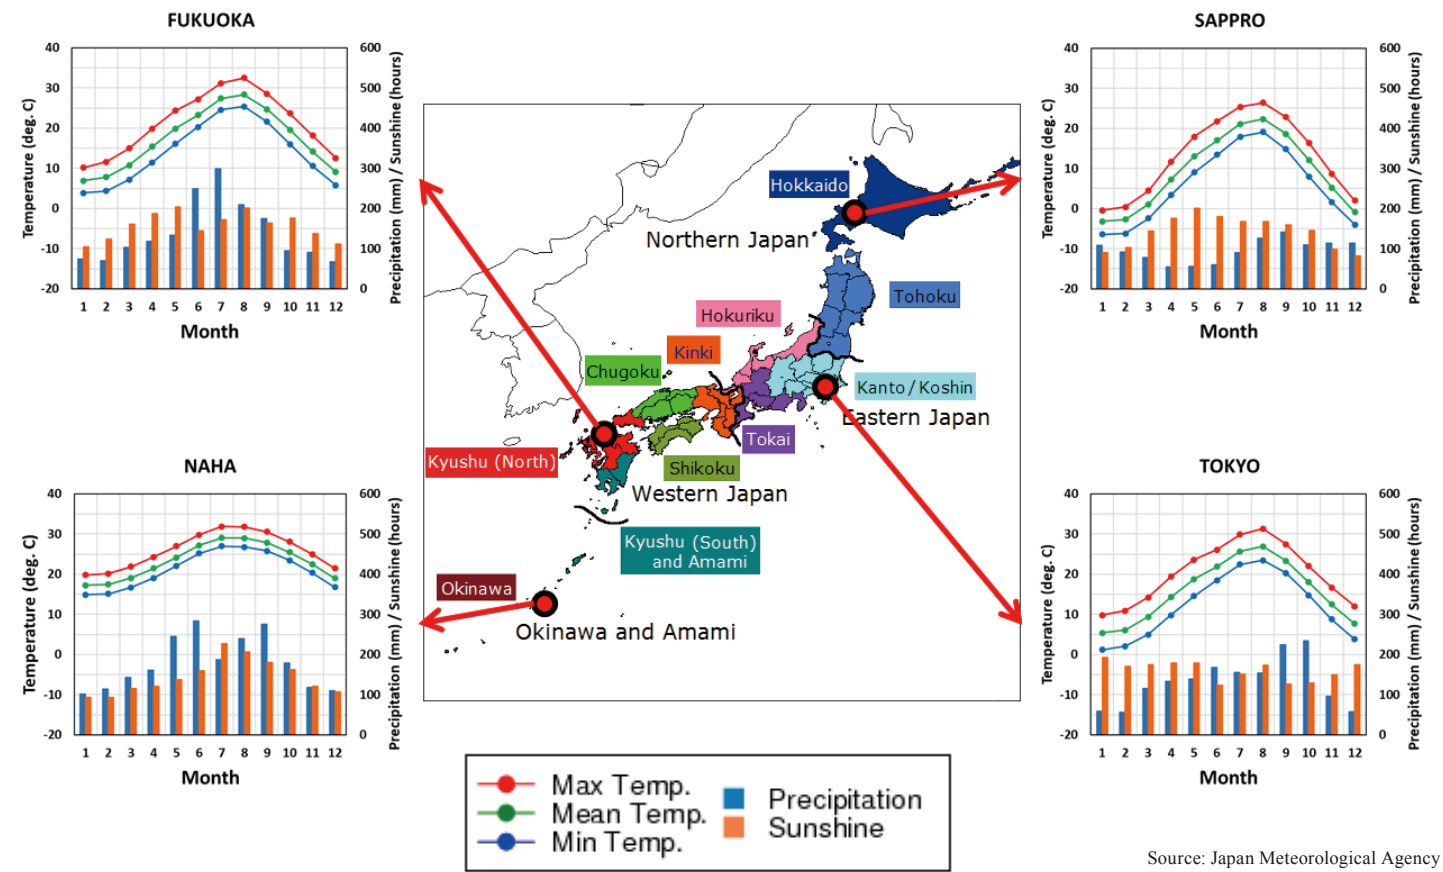 FUKUOKA
40
30
20
10
0
-10
-20
600
500
400
300
200
100
0
Temperature (deg. C)
Precipitation (mm) / Sunshine (hours)
1 2 3 4 5 6 7 8 9 10 11 12
Month
SAPPRO
40
30
20
10
0
-10
-20
600
500
400
300
200
100
0
Temperature (deg. C)
Precipitation (mm) / Sunshine (hours)
1 2 3 4 5 6 7 8 9 10 11 12
Month
Hokkaido
Northern Japan
Tohoku
Hokuriku
Kinki
Chugoku
Kanto / Koshin
Eastern Japan
Tokai
Kyushu (North)
Shikoku
Western Japan
Kyushu (South)
and Amami
Okinawa
Okinawa and Amami
NAHA
40
30
20
10
0
-10
-20
600
500
400
300
200
100
0
Temperature (deg. C)
Precipitation (mm) / Sunshine (hours)
1 2 3 4 5 6 7 8 9 10 11 12
Month
TOKYO
40
30
20
10
0
-10
-20
600
500
400
300
200
100
0
Temperature (deg. C)
Precipitation (mm) / Sunshine (hours)
1 2 3 4 5 6 7 8 9 10 11 12
Month
Max Temp.
Mean Temp.
Min Temp.
Precipitation
Sunshine
Source: Japan Meteorological Agency